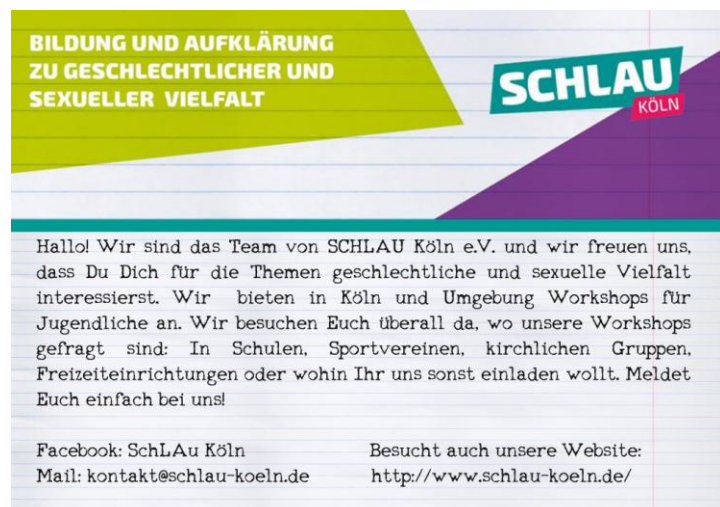 BILDUNG UND AUFKLÄRUNG
ZU GESCHLECHTLICHER UND
SEXUELLER VIELFALT
SCHLAU
KÖLN
Hallo! Wir sind das Team von SCHLAU Köln e.V. und wir freuen uns,
dass Du Dich für die Themen geschlechtliche und sexuelle Vielfalt
interessierst. Wir bieten in Köln und Umgebung Workshops für
Jugendliche an. Wir besuchen Euch überall da, wo unsere Workshops
gefragt sind: In Schulen, Sportvereinen, kirchlichen Gruppen,
Freizeiteinrichtungen oder wohin Ihr uns sonst einladen wollt. Meldet
Euch einfach bei uns!
Facebook: SchLAu Köln
Mail: kontakt@schlau-koeln.de
Besucht auch unsere Website:
http://www.schlau-koeln.de/